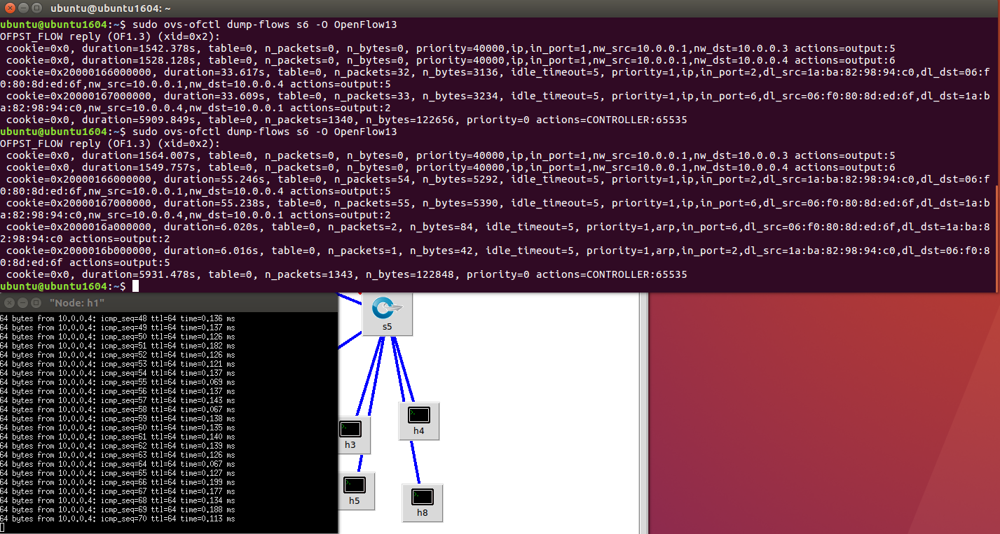 ubuntu@ubuntu1604: ~
ubuntu@ubuntu1604:~$ sudo ovs-ofctl dump-flows s6 -O OpenFlow13
OFPST_FLOW reply (OF1.3) (xid=0x2):
 cookie=0x0, duration=1542.378s, table=0, n_packets=0, n_bytes=0, priority=40000,ip,in_port=1,nw_src=10.0.0.1,nw_dst=10.0.0.3 actions=output:5
 cookie=0x0, duration=1528.128s, table=0, n_packets=0, n_bytes=0, priority=40000,ip,in_port=1,nw_src=10.0.0.1,nw_dst=10.0.0.4 actions=output:6
 cookie=0x20000166000000, duration=33.617s, table=0, n_packets=32, n_bytes=3136, idle_timeout=5, priority=1,ip,in_port=2,dl_src=1a:ba:82:98:94:c0,dl_dst=06:f
0:80:8d:ed:6f,nw_src=10.0.0.1,nw_dst=10.0.0.4 actions=output:5
 cookie=0x20000167000000, duration=33.609s, table=0, n_packets=33, n_bytes=3234, idle_timeout=5, priority=1,ip,in_port=6,dl_src=06:f0:80:8d:ed:6f,dl_dst=1a:b
a:82:98:94:c0,nw_src=10.0.0.4,nw_dst=10.0.0.1 actions=output:2
 cookie=0x0, duration=5909.849s, table=0, n_packets=1340, n_bytes=122656, priority=0 actions=CONTROLLER:65535
ubuntu@ubuntu1604:~$ sudo ovs-ofctl dump-flows s6 -O OpenFlow13
OFPST_FLOW reply (OF1.3) (xid=0x2):
 cookie=0x0, duration=1564.007s, table=0, n_packets=0, n_bytes=0, priority=40000,ip,in_port=1,nw_src=10.0.0.1,nw_dst=10.0.0.3 actions=output:5
 cookie=0x0, duration=1549.757s, table=0, n_packets=0, n_bytes=0, priority=40000,ip,in_port=1,nw_src=10.0.0.1,nw_dst=10.0.0.4 actions=output:6
 cookie=0x20000166000000, duration=55.246s, table=0, n_packets=54, n_bytes=5292, idle_timeout=5, priority=1,ip,in_port=2,dl_src=1a:ba:82:98:94:c0,dl_dst=06:f
0:80:8d:ed:6f,nw_src=10.0.0.1,nw_dst=10.0.0.4 actions=output:5
 cookie=0x20000167000000, duration=55.238s, table=0, n_packets=55, n_bytes=5390, idle_timeout=5, priority=1,ip,in_port=6,dl_src=06:f0:80:8d:ed:6f,dl_dst=1a:b
a:82:98:94:c0,nw_src=10.0.0.4,nw_dst=10.0.0.1 actions=output:2
 cookie=0x2000016a000000, duration=6.020s, table=0, n_packets=2, n_bytes=84, idle_timeout=5, priority=1,arp,in_port=6,dl_src=06:f0:80:8d:ed:6f,dl_dst=1a:ba:8
2:98:94:c0 actions=output:2
 cookie=0x2000016b000000, duration=6.016s, table=0, n_packets=1, n_bytes=42, idle_timeout=5, priority=1,arp,in_port=2,dl_src=1a:ba:82:98:94:c0,dl_dst=06:f0:8
0:8d:ed:6f actions=output:5
 cookie=0x0, duration=5931.478s, table=0, n_packets=1343, n_bytes=122848, priority=0 actions=CONTROLLER:65535
ubuntu@ubuntu1604:~$
"Node: h1"
64 bytes from 10.0.0.4: icmp_seq=48 ttl=64 time=0.136 ms
64 bytes from 10.0.0.4: icmp_seq=49 ttl=64 time=0.137 ms
64 bytes from 10.0.0.4: icmp_seq=50 ttl=64 time=0.126 ms
64 bytes from 10.0.0.4: icmp_seq=51 ttl=64 time=0.182 ms
64 bytes from 10.0.0.4: icmp_seq=52 ttl=64 time=0.126 ms
64 bytes from 10.0.0.4: icmp_seq=53 ttl=64 time=0.121 ms
64 bytes from 10.0.0.4: icmp_seq=54 ttl=64 time=0.137 ms
64 bytes from 10.0.0.4: icmp_seq=55 ttl=64 time=0.069 ms
64 bytes from 10.0.0.4: icmp_seq=56 ttl=64 time=0.137 ms
64 bytes from 10.0.0.4: icmp_seq=57 ttl=64 time=0.143 ms
64 bytes from 10.0.0.4: icmp_seq=58 ttl=64 time=0.067 ms
64 bytes from 10.0.0.4: icmp_seq=59 ttl=64 time=0.138 ms
64 bytes from 10.0.0.4: icmp_seq=60 ttl=64 time=0.135 ms
64 bytes from 10.0.0.4: icmp_seq=61 ttl=64 time=0.140 ms
64 bytes from 10.0.0.4: icmp_seq=62 ttl=64 time=0.139 ms
64 bytes from 10.0.0.4: icmp_seq=63 ttl=64 time=0.126 ms
64 bytes from 10.0.0.4: icmp_seq=64 ttl=64 time=0.067 ms
64 bytes from 10.0.0.4: icmp_seq=65 ttl=64 time=0.127 ms
64 bytes from 10.0.0.4: icmp_seq=66 ttl=64 time=0.199 ms
64 bytes from 10.0.0.4: icmp_seq=67 ttl=64 time=0.177 ms
64 bytes from 10.0.0.4: icmp_seq=68 ttl=64 time=0.134 ms
64 bytes from 10.0.0.4: icmp_seq=69 ttl=64 time=0.188 ms
64 bytes from 10.0.0.4: icmp_seq=70 ttl=64 time=0.113 ms
s5
h4
h3
h5
h8